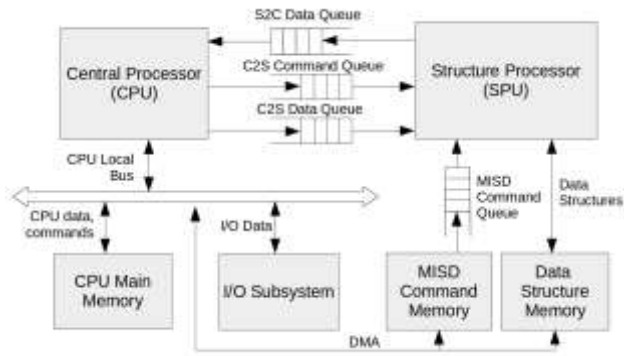 S2C Data Queue
Central Processor
(CPU)
C2S Command Queue
Structure Processor
(SPU)
C2S Data Queue
CPU Local
Bus
MISD
Command
Queue
Data
Structures
CPU data,
commands
I/O Data
CPU Main
Memory
I/O Subsystem
MISD
Command
Memory
Data
Structure
Memory
DMA